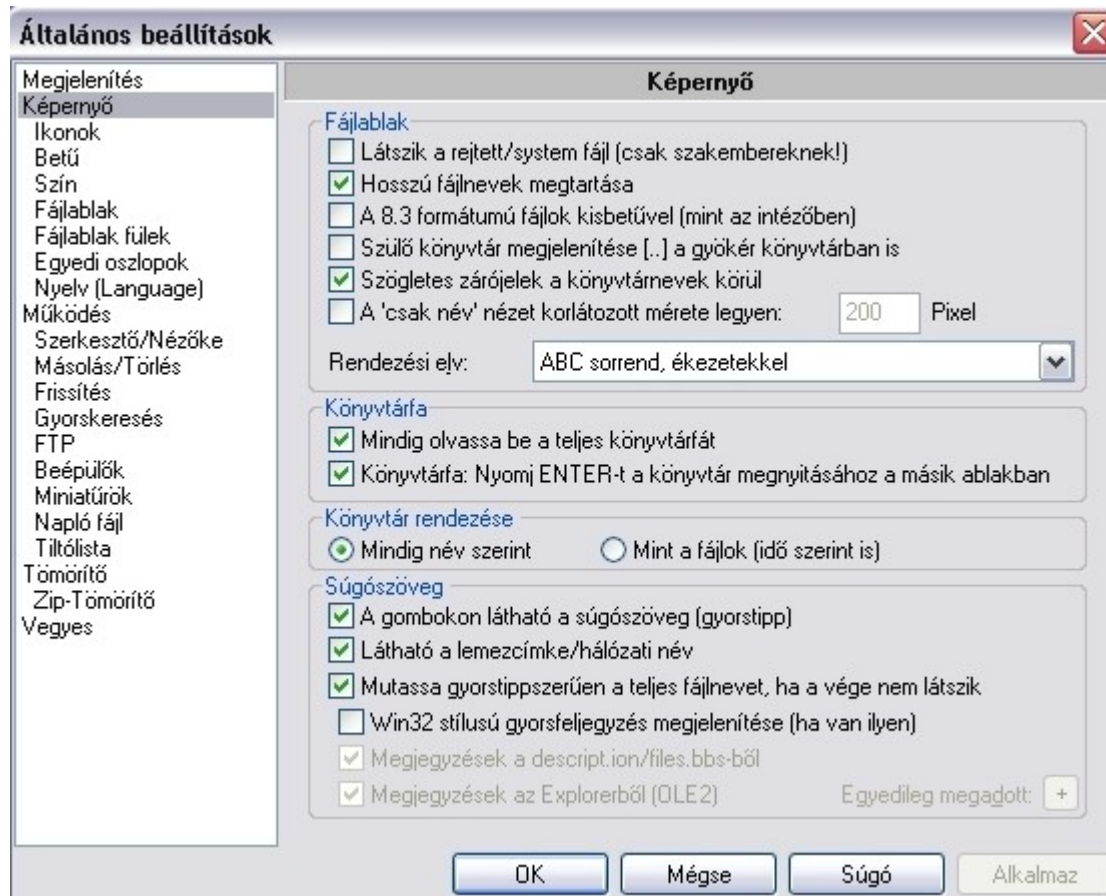 Általános beállítások
Megjelenítés
Képernyő
Ikonok
Betű
Szín
Fájlablak
Fájlablak fülek
Egyedi oszlopok
Nyelv (Language)
Működés
Szerkesztő/Nézőke
Másolás/Törlés
Frissítés
Gyorskeresés
FTP
Beépülők
Miniatűrök
Napló fájl
Tiltólista
Tömörítő
Zip-Tömörítő
Vegyes
Képernyő
Fájlablak
Látszik a rejtett/system fájl (csak szakembereknek!)
Hosszú fájlnevek megtartása
A 8.3 formátumú fájlok kisbetűvel (mint az intézőben)
Szülő könyvtár megjelenítése [..] a gyökér könyvtárban is
Szögletes zárójelek a könyvtárnevek körül
A 'csak név' nézet korlátozott mérete legyen: 200 Pixel
Rendezési elv: ABC sorrend, ékezetekkel
Könyvtárfa
Mindig olvassa be a teljes könyvtárfát
Könyvtárfa: Nyomj ENTER-t a könyvtár megnyitásához a másik ablakban
Könyvtár rendezése
Mindig név szerint Mint a fájlok (idő szerint is)
Súgószöveg
A gombokon látható a súgószöveg (gyorstipp)
Látható a lemezcímke/hálózati név
Mutassa gyorstippszerűen a teljes fájlnevet, ha a vége nem látszik
Win32 stílusú gyorsfeljegyzés megjelenítése (ha van ilyen)
Megjegyzések a descript.ion/files.bbs-ből
Megjegyzések az Explorerből (OLE2) Egyedileg megadott: +
OK Mégse Súgó Alkalmaz